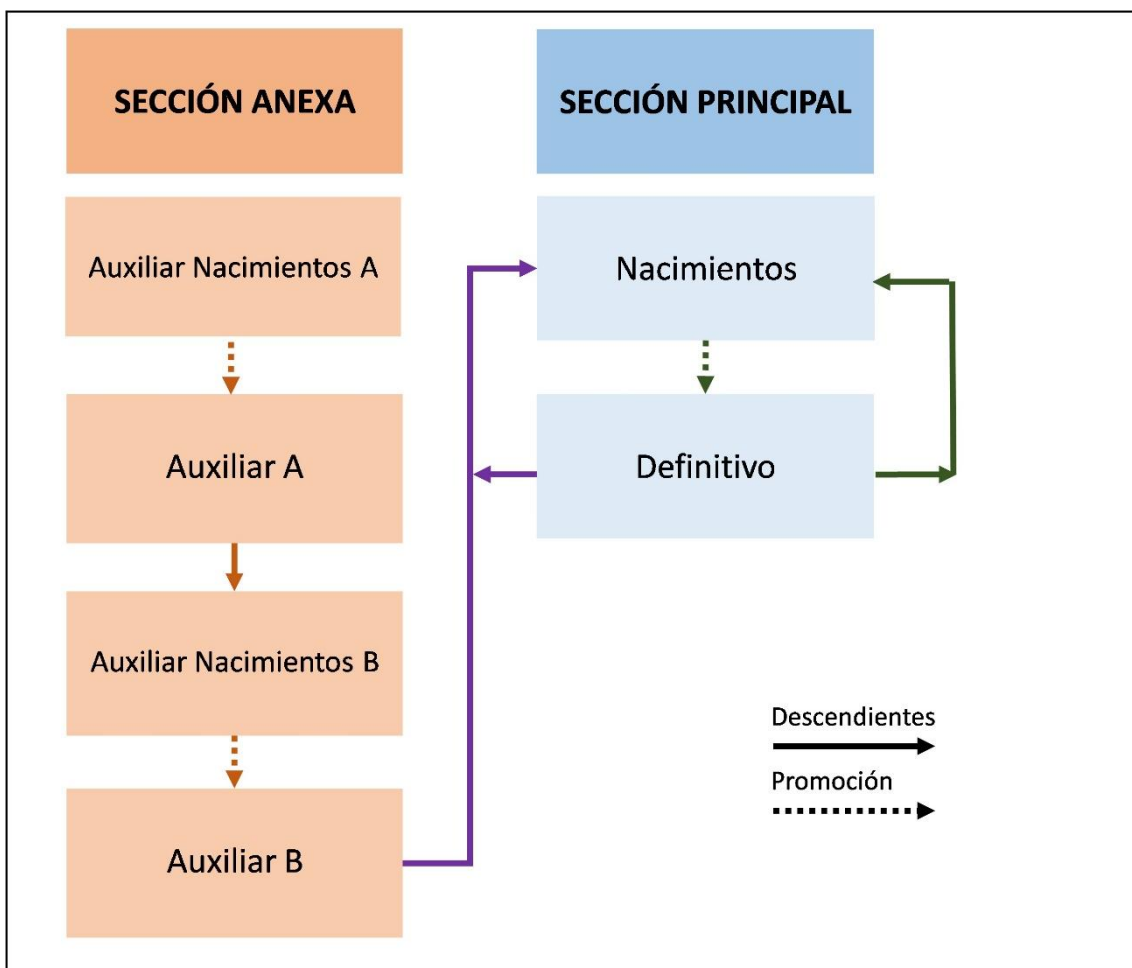 SECCIÓN ANEXA
SECCIÓN PRINCIPAL
Auxiliar Nacimientos A
Nacimientos
Auxiliar A
Definitivo
Auxiliar Nacimientos B
Auxiliar B
Descendientes
Promoción